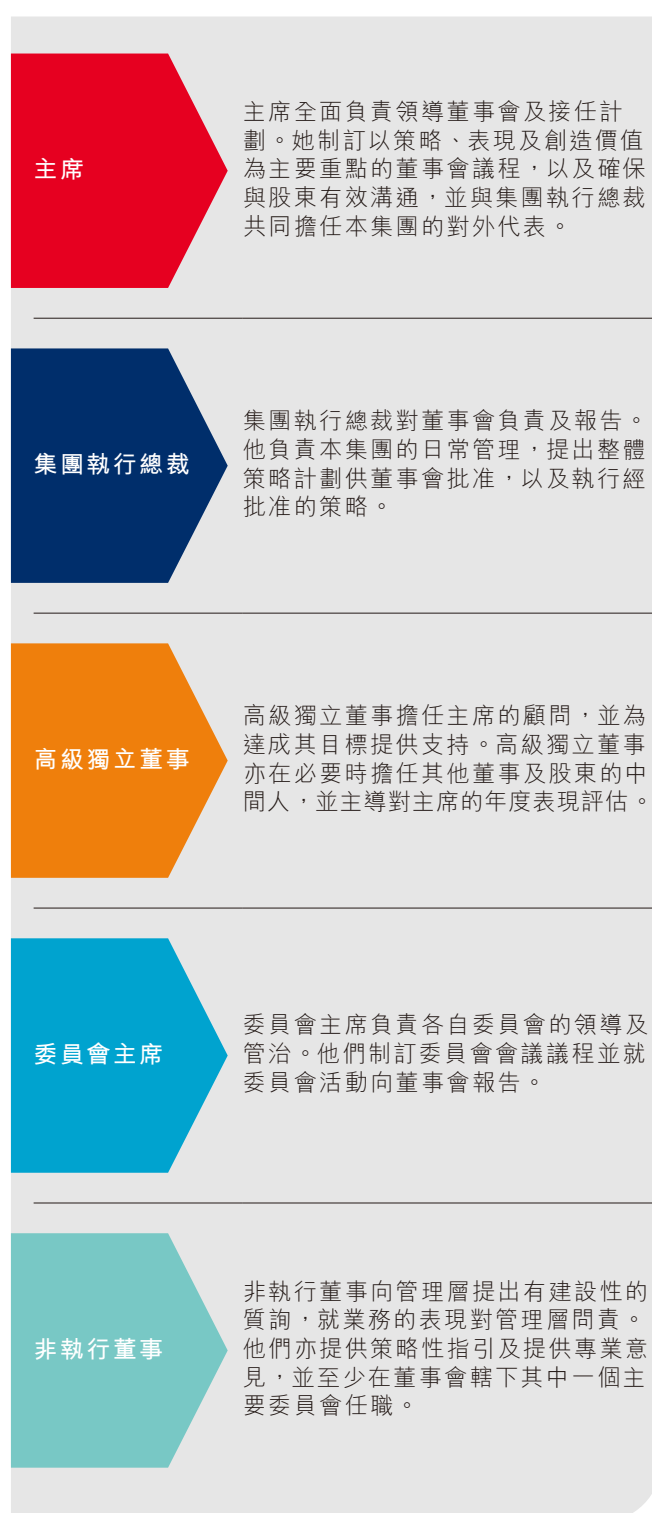 主席
主席全面負責領導董事會及接任計
劃。她制訂以策略、表現及創造價值
為主要重點的董事會議程，以及確保
與股東有效溝通，並與集團執行總裁
共同擔任本集團的對外代表。
集團執行總裁
集團執行總裁對董事會負責及報告。
他負責本集團的日常管理，提出整體
策略計劃供董事會批准，以及執行經
批准的策略。
高級獨立董事
高級獨立董事擔任主席的顧問，並為
達成其目標提供支持。高級獨立董事
亦在必要時擔任其他董事及股東的中
間人，並主導對主席的年度表現評估。
委員會主席
委員會主席負責各自委員會的領導及
管治。他們制訂委員會會議議程並就
委員會活動向董事會報告。
非執行董事
非執行董事向管理層提出有建設性的
質詢，就業務的表現對管理層問責。
他們亦提供策略性指引及提供專業意
見，並至少在董事會轄下其中一個主
要委員會任職。